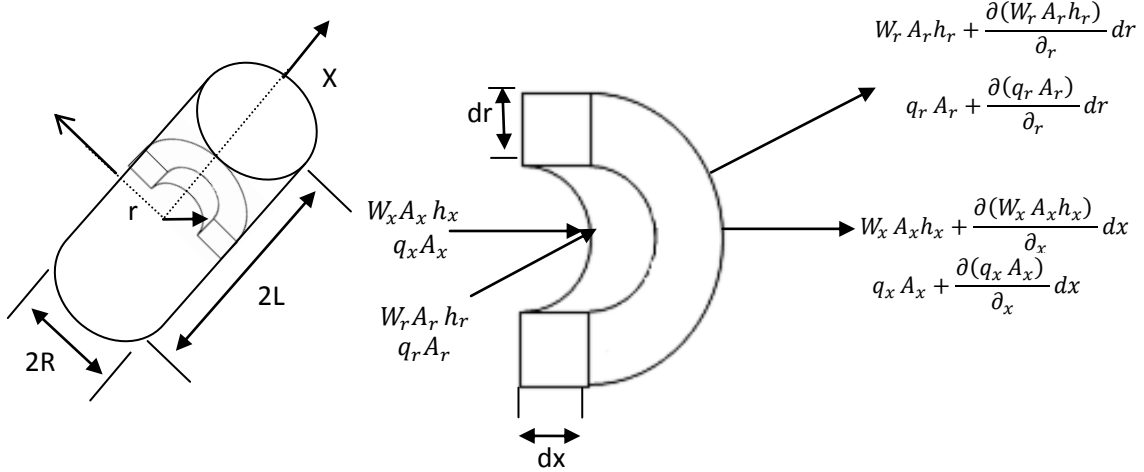 X
r
2L
2R
dr
dx
W_x A_x h_x
q_x A_x
W_r A_r h_r
q_r A_r
W_r A_r h_r + ∂(W_r A_r h_r)/∂_r dr
q_r A_r + ∂(q_r A_r)/∂_r dr
W_x A_x h_x + ∂(W_x A_x h_x)/∂_x dx
q_x A_x + ∂(q_x A_x)/∂_x dx